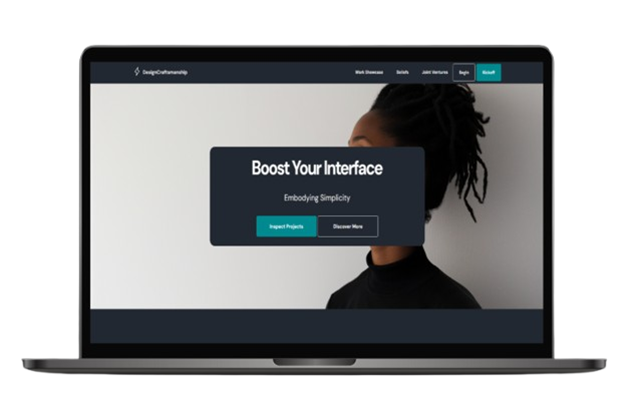 DesignCraftsmanship
Work Showcase Beliefs Joint Ventures Begin Kickoff
Boost Your Interface
Embodying Simplicity
Inspect Projects Discover More